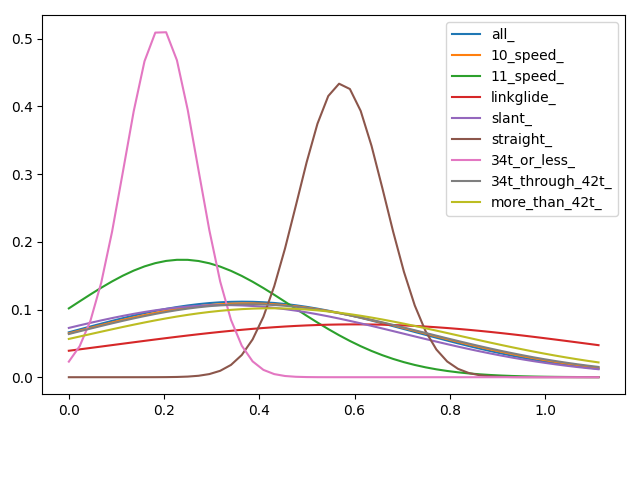 0.5
0.4
0.3
0.2
0.1
0.0
0.0 0.2 0.4 0.6 0.8 1.0
all_
10_speed_
11_speed_
linkglide_
slant_
straight_
34t_or_less_
34t_through_42t_
more_than_42t_